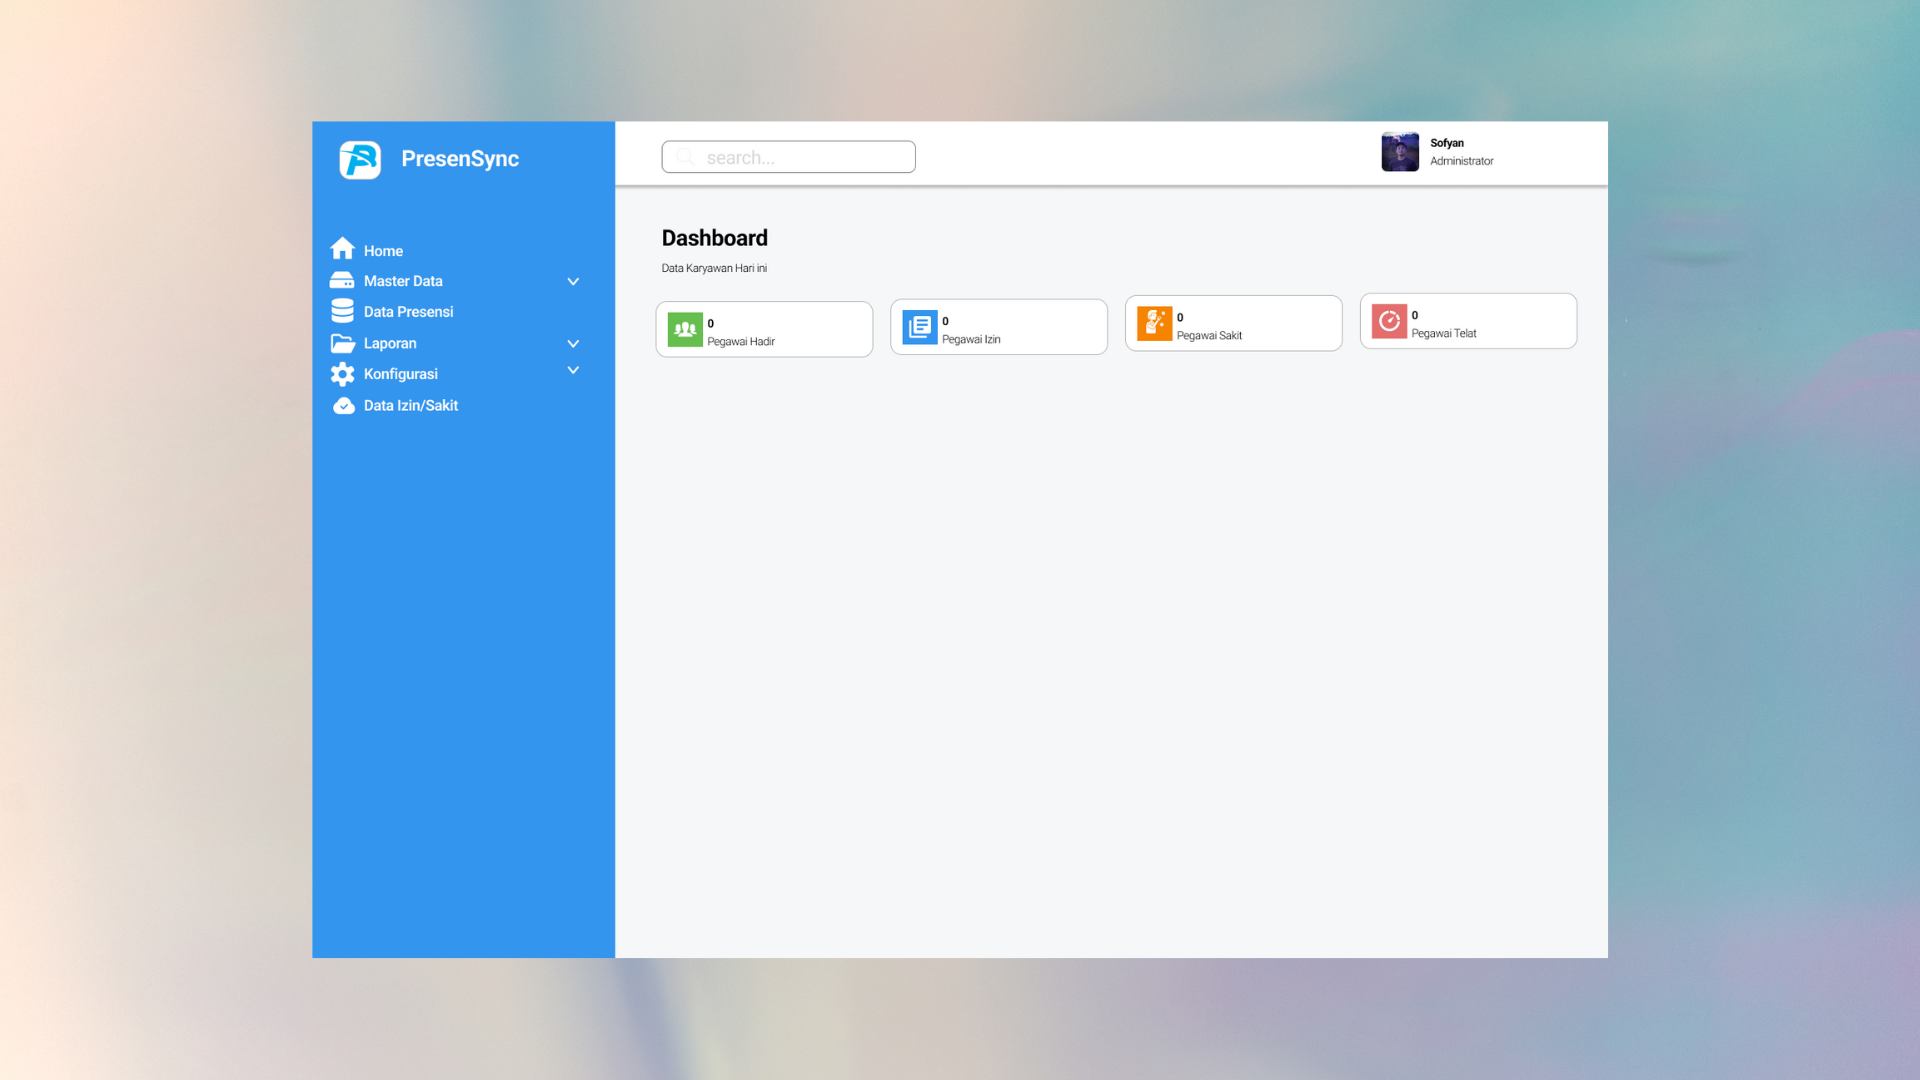 PresenSync
search...
Sofyan
Administrator
Home
Master Data
Data Presensi
Laporan
Konfigurasi
Data Izin/Sakit
Dashboard
Data Karyawan Hari ini
0
Pegawai Hadir
0
Pegawai Izin
0
Pegawai Sakit
0
Pegawai Telat